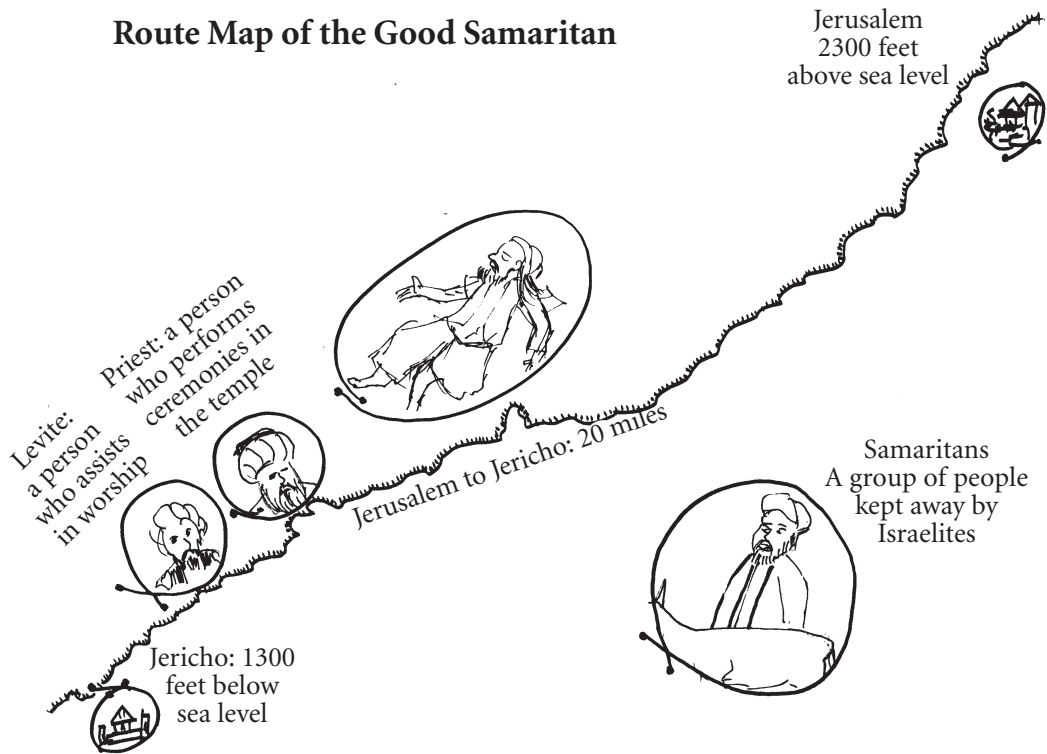 Route Map of the Good Samaritan
Jerusalem
2300 feet
above sea level
Priest: a person
who performs
ceremonies in
the temple
Levite:
a person
who assists
in worship
Jerusalem to Jericho: 20 miles
Samaritans
A group of people
kept away by
Israelites
Jericho: 1300
feet below
sea level